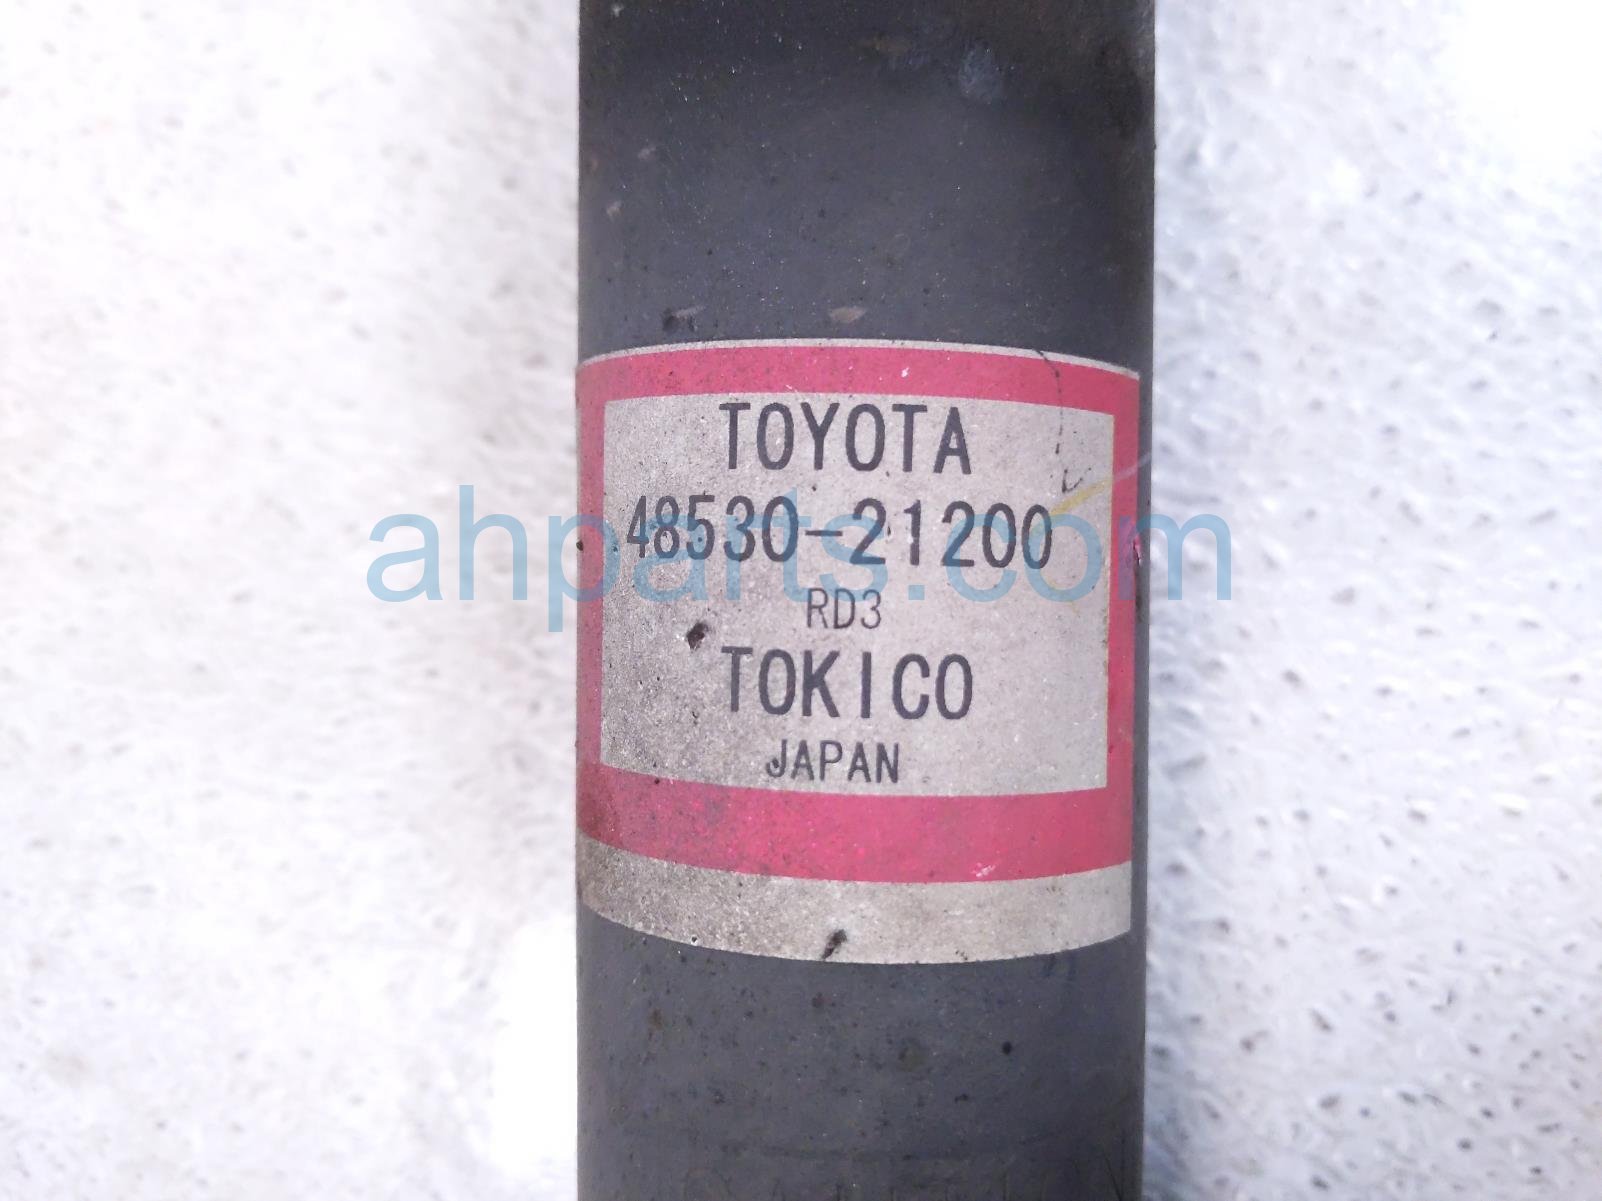 TOYOTA
48530-21200
RD3
TOKICO
JAPAN
ahparts.com